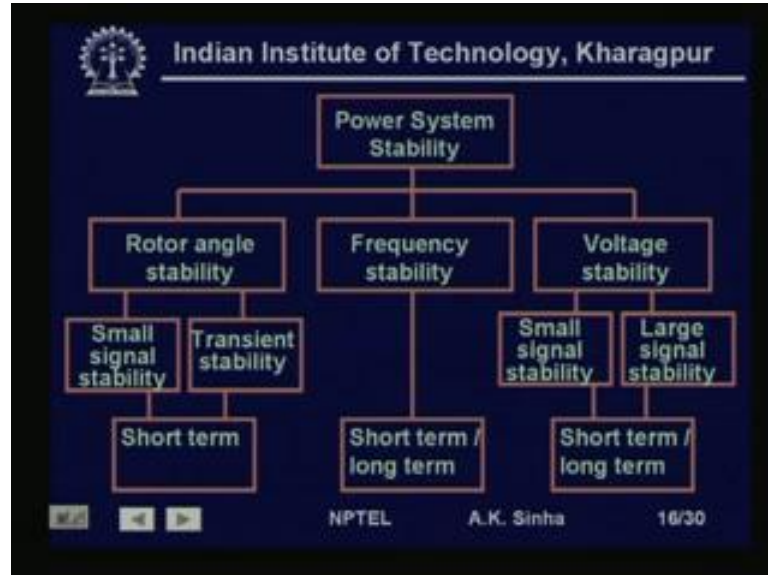 Indian Institute of Technology, Kharagpur
Power System
Stability
Rotor angle
stability
Frequency
stability
Voltage
stability
Small
signal
stability
Transient
stability
Small
signal
stability
Large
signal
stability
Short term
Short term /
long term
Short term /
long term
NPTEL
A.K. Sinha
16/30